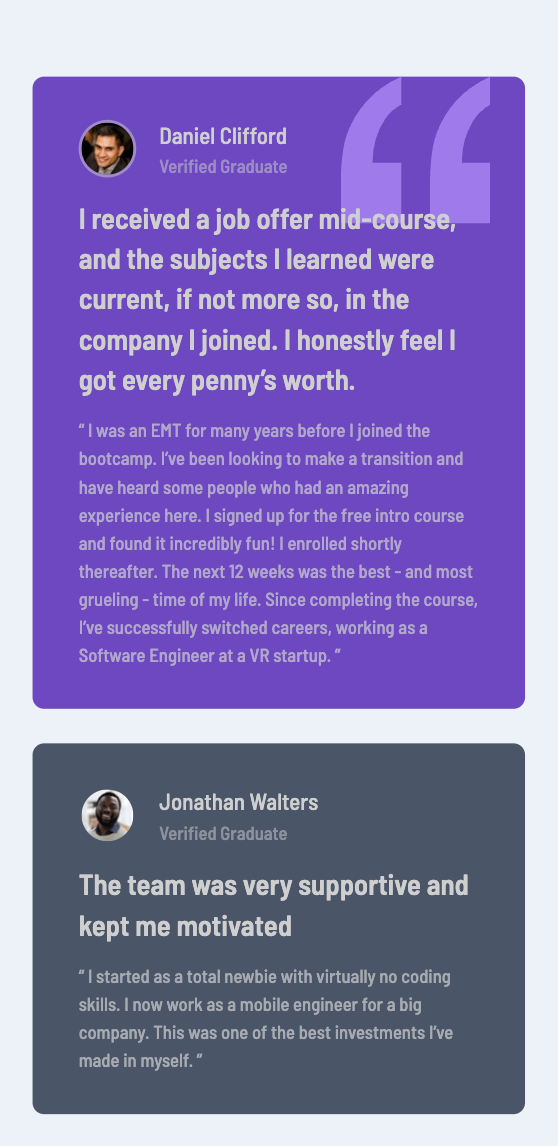 Daniel Clifford
Verified Graduate
I received a job offer mid-course,
and the subjects I learned were
current, if not more so, in the
company I joined. I honestly feel I
got every penny’s worth.
“ I was an EMT for many years before I joined the
bootcamp. I’ve been looking to make a transition and
have heard some people who had an amazing
experience here. I signed up for the free intro course
and found it incredibly fun! I enrolled shortly
thereafter. The next 12 weeks was the best - and most
grueling - time of my life. Since completing the course,
I’ve successfully switched careers, working as a
Software Engineer at a VR startup. ”
Jonathan Walters
Verified Graduate
The team was very supportive and
kept me motivated
“ I started as a total newbie with virtually no coding
skills. I now work as a mobile engineer for a big
company. This was one of the best investments I’ve
made in myself. ”